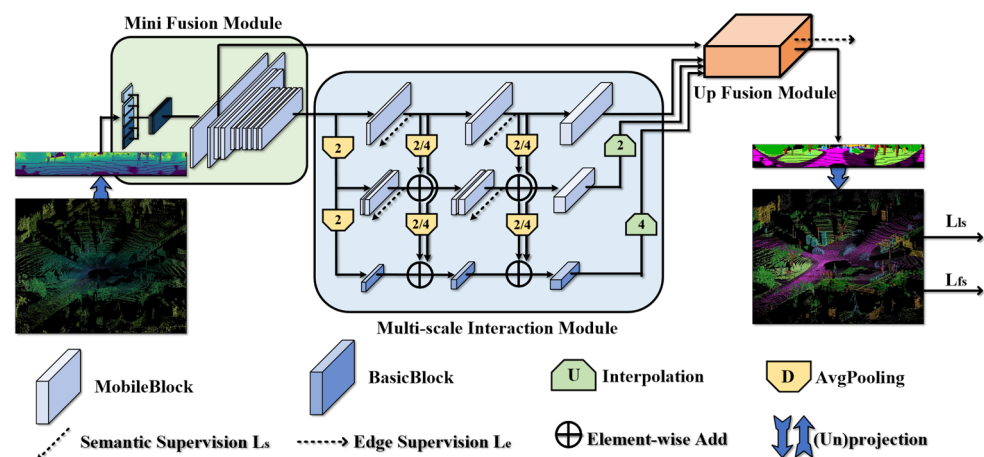 Mini Fusion Module
Up Fusion Module
2
2/4
2/4
2
2
2/4
2/4
4
Multi-scale Interaction Module
Lls
Lfs
MobileBlock
BasicBlock
U Interpolation
D AvgPooling
Semantic Supervision Ls
Edge Supervision Le
Element-wise Add
(Un)projection